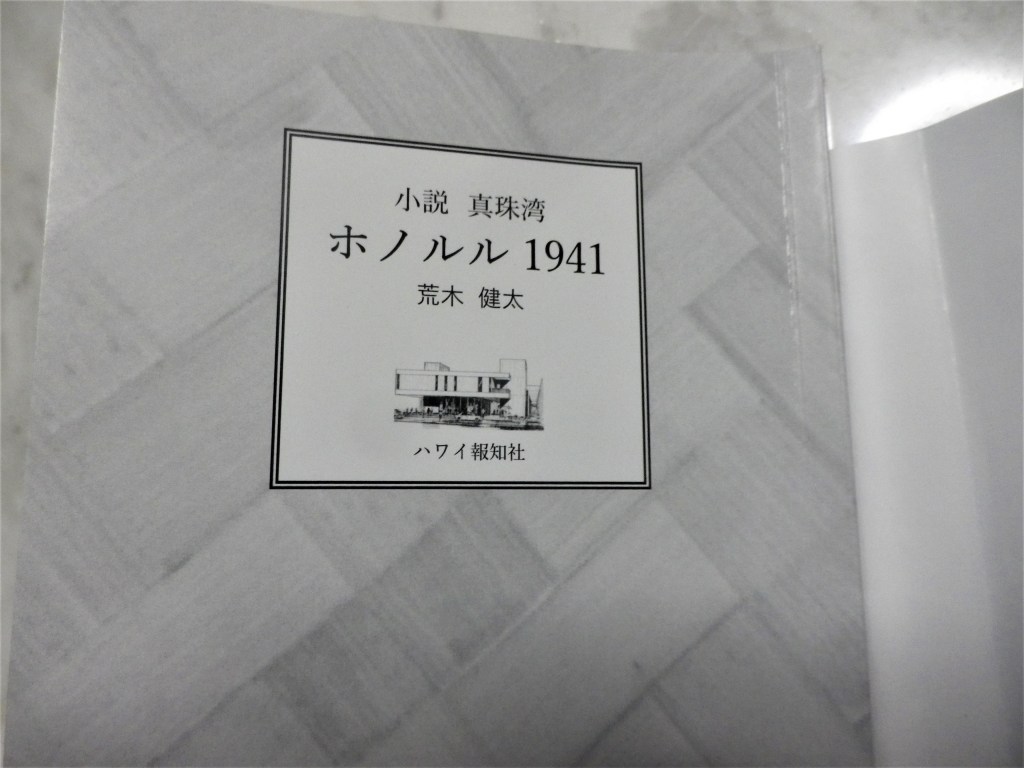 小説 真珠湾
ホノルル 1941
荒木 健太
ハワイ報知社